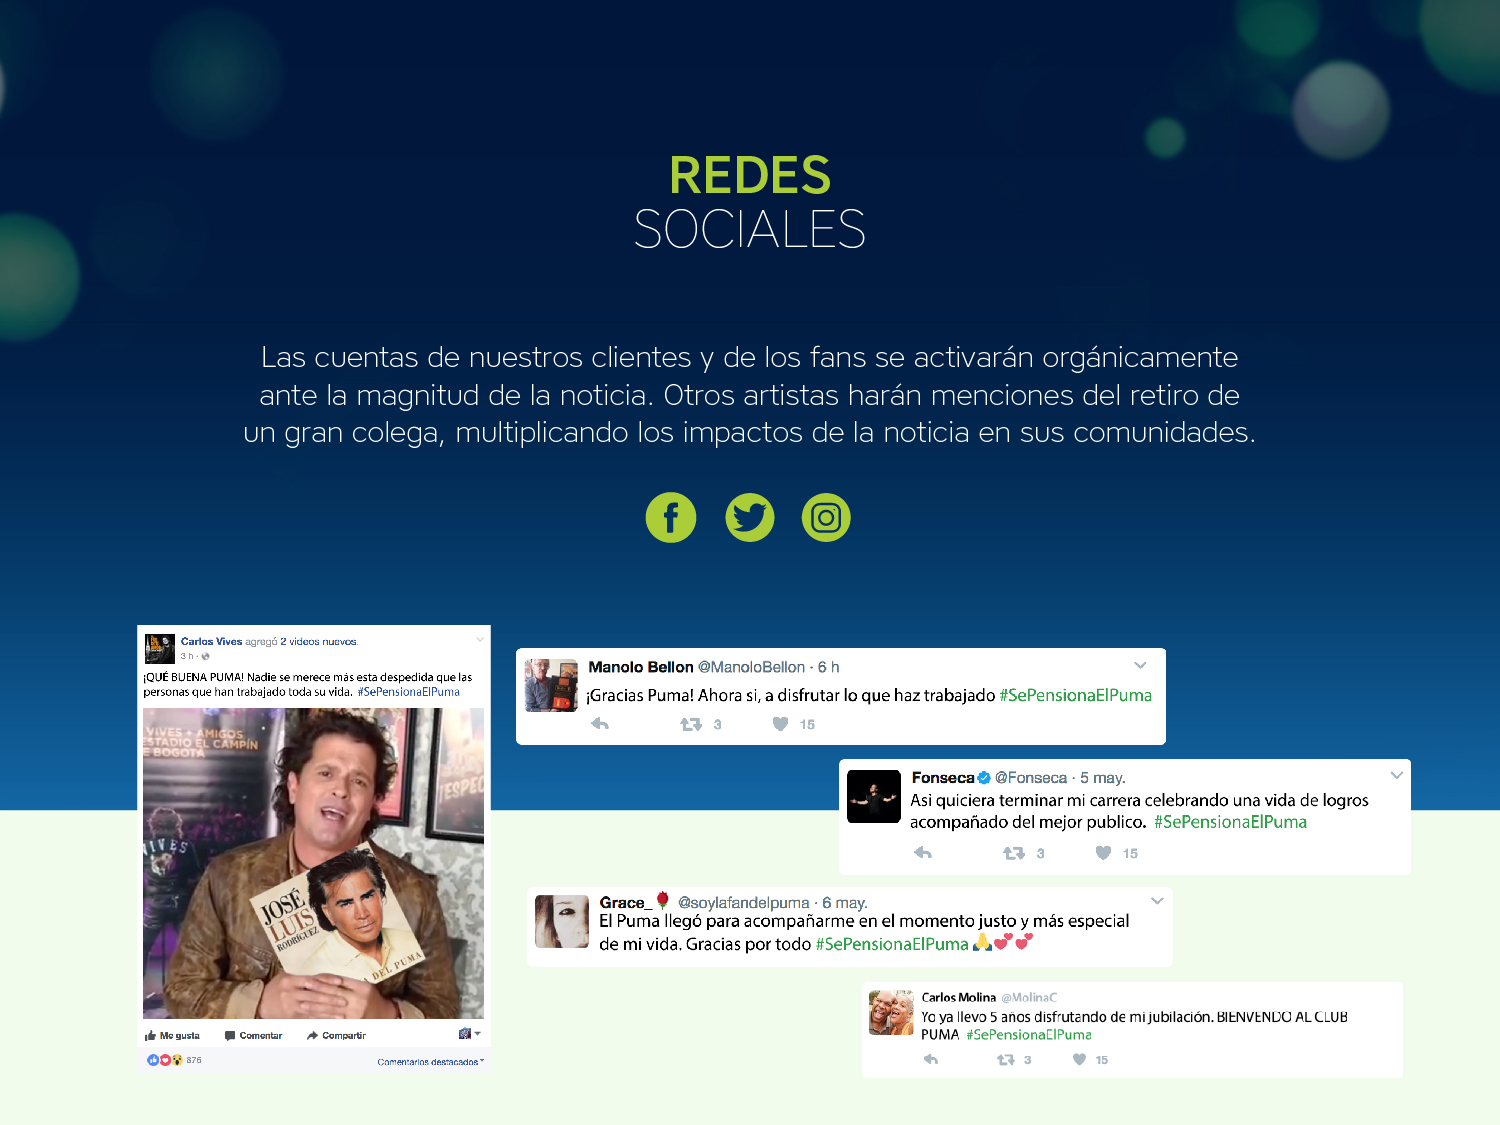 REDES
SOCIALES
Las cuentas de nuestros clientes y de los fans se activarán orgánicamente
ante la magnitud de la noticia. Otros artistas harán menciones del retiro de
un gran colega, multiplicando los impactos de la noticia en sus comunidades.
Carlos Vives agregó 2 videos nuevos.
3 h ·
¡QUÉ BUENA PUMA! Nadie se merece más esta despedida que las
personas que han trabajado toda su vida. #SePensionaElPuma
VIVES + AMIGOS
ESTADIO EL CAMPÍN
BOGOTÁ
VIVES
JOSÉ
LUIS
RODRÍGUEZ
DEL PUMA
Me gusta Comentar Compartir
876
Comentarios destacados
Manolo Bellon @ManoloBellon · 6 h
¡Gracias Puma! Ahora si, a disfrutar lo que haz trabajado #SePensionaElPuma
3 15
Fonseca @Fonseca · 5 may.
Asi quiciera terminar mi carrera celebrando una vida de logros
acompañado del mejor publico. #SePensionaElPuma
3 15
Grace_🌹 @soylafandelpuma · 6 may.
El Puma llegó para acompañarme en el momento justo y más especial
de mi vida. Gracias por todo #SePensionaElPuma 🙏💕💕
Carlos Molina @MolinaC
Yo ya llevo 5 años disfrutando de mi jubilación. BIENVENDO AL CLUB
PUMA #SePensionaElPuma
3 15